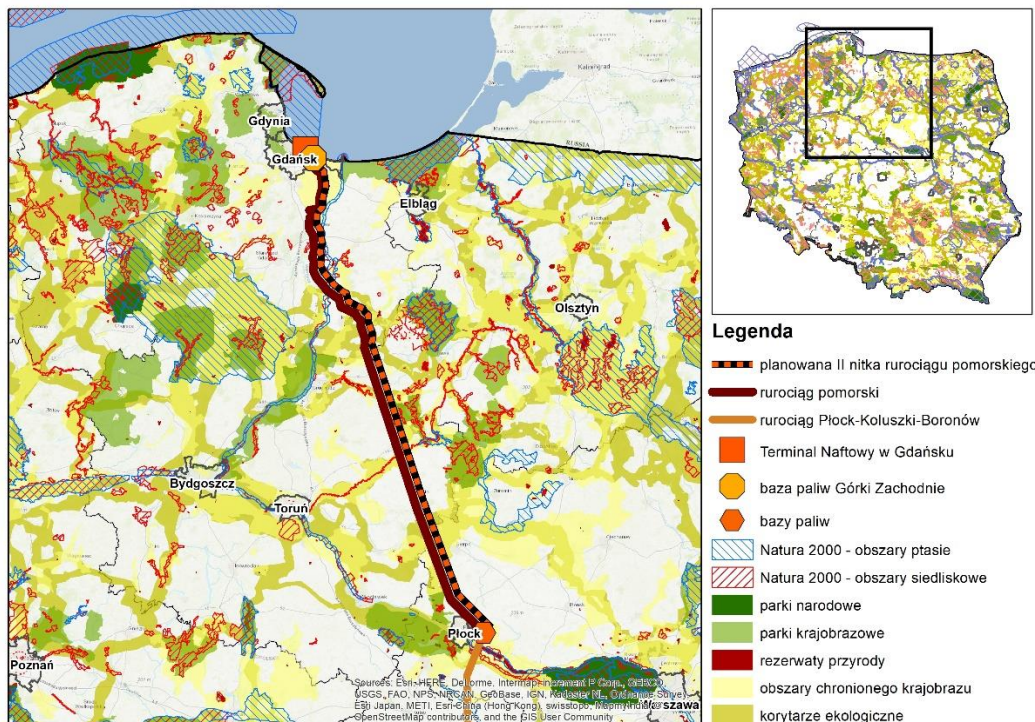 Kaliningrad
RUSSIA
Gdynia
Gdańsk
Elbląg
Olsztyn
Bydgoszcz
Toruń
Płock
Poznań
Warszawa
Sources: Esri, HERE, DeLorme, Intermap, increment P Corp., GEBCO,
USGS, FAO, NPS, NRCAN, GeoBase, IGN, Kadaster NL, Ordnance Survey,
Esri Japan, METI, Esri China (Hong Kong), swisstopo, MapmyIndia, ©
OpenStreetMap contributors, and the GIS User Community
Legenda
planowana II nitka rurociągu pomorskiego
rurociąg pomorski
rurociąg Płock-Koluszki-Boronów
Terminal Naftowy w Gdańsku
baza paliw Górki Zachodnie
bazy paliw
Natura 2000 - obszary ptasie
Natura 2000 - obszary siedliskowe
parki narodowe
parki krajobrazowe
rezerwaty przyrody
obszary chronionego krajobrazu
korytarze ekologiczne